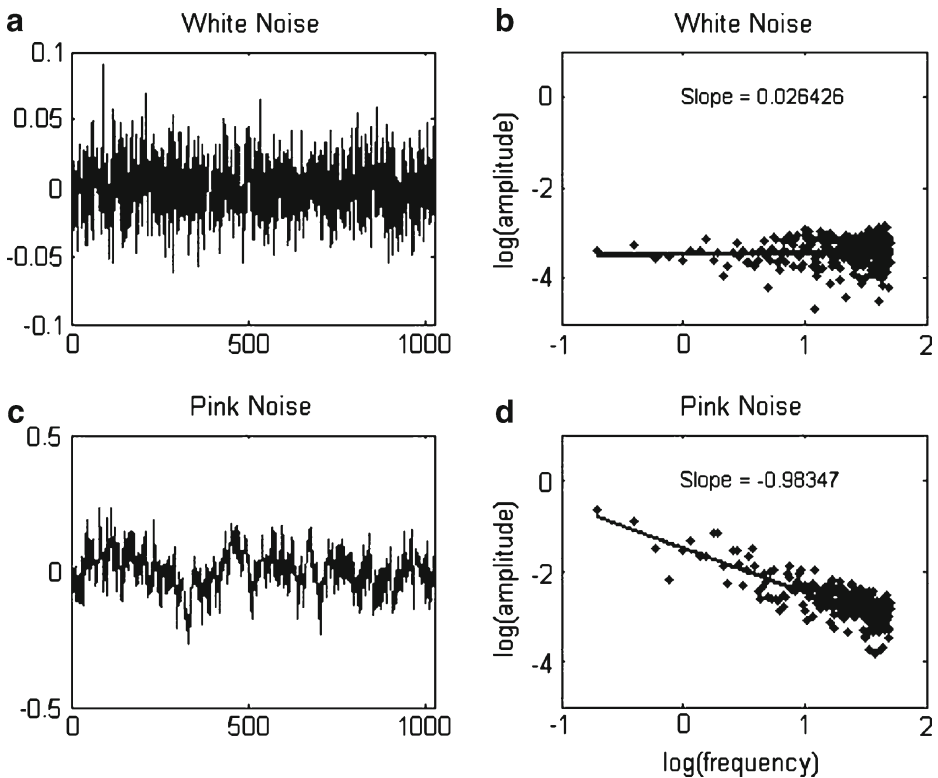 a
White Noise
0.1
0.05
0
-0.05
-0.1
0
500
1000
b
White Noise
Slope = 0.026426
log(amplitude)
0
-2
-4
-1
0
1
2
c
Pink Noise
0.5
0
-0.5
0
500
1000
d
Pink Noise
Slope = -0.98347
log(amplitude)
0
-2
-4
-1
0
1
2
log(frequency)